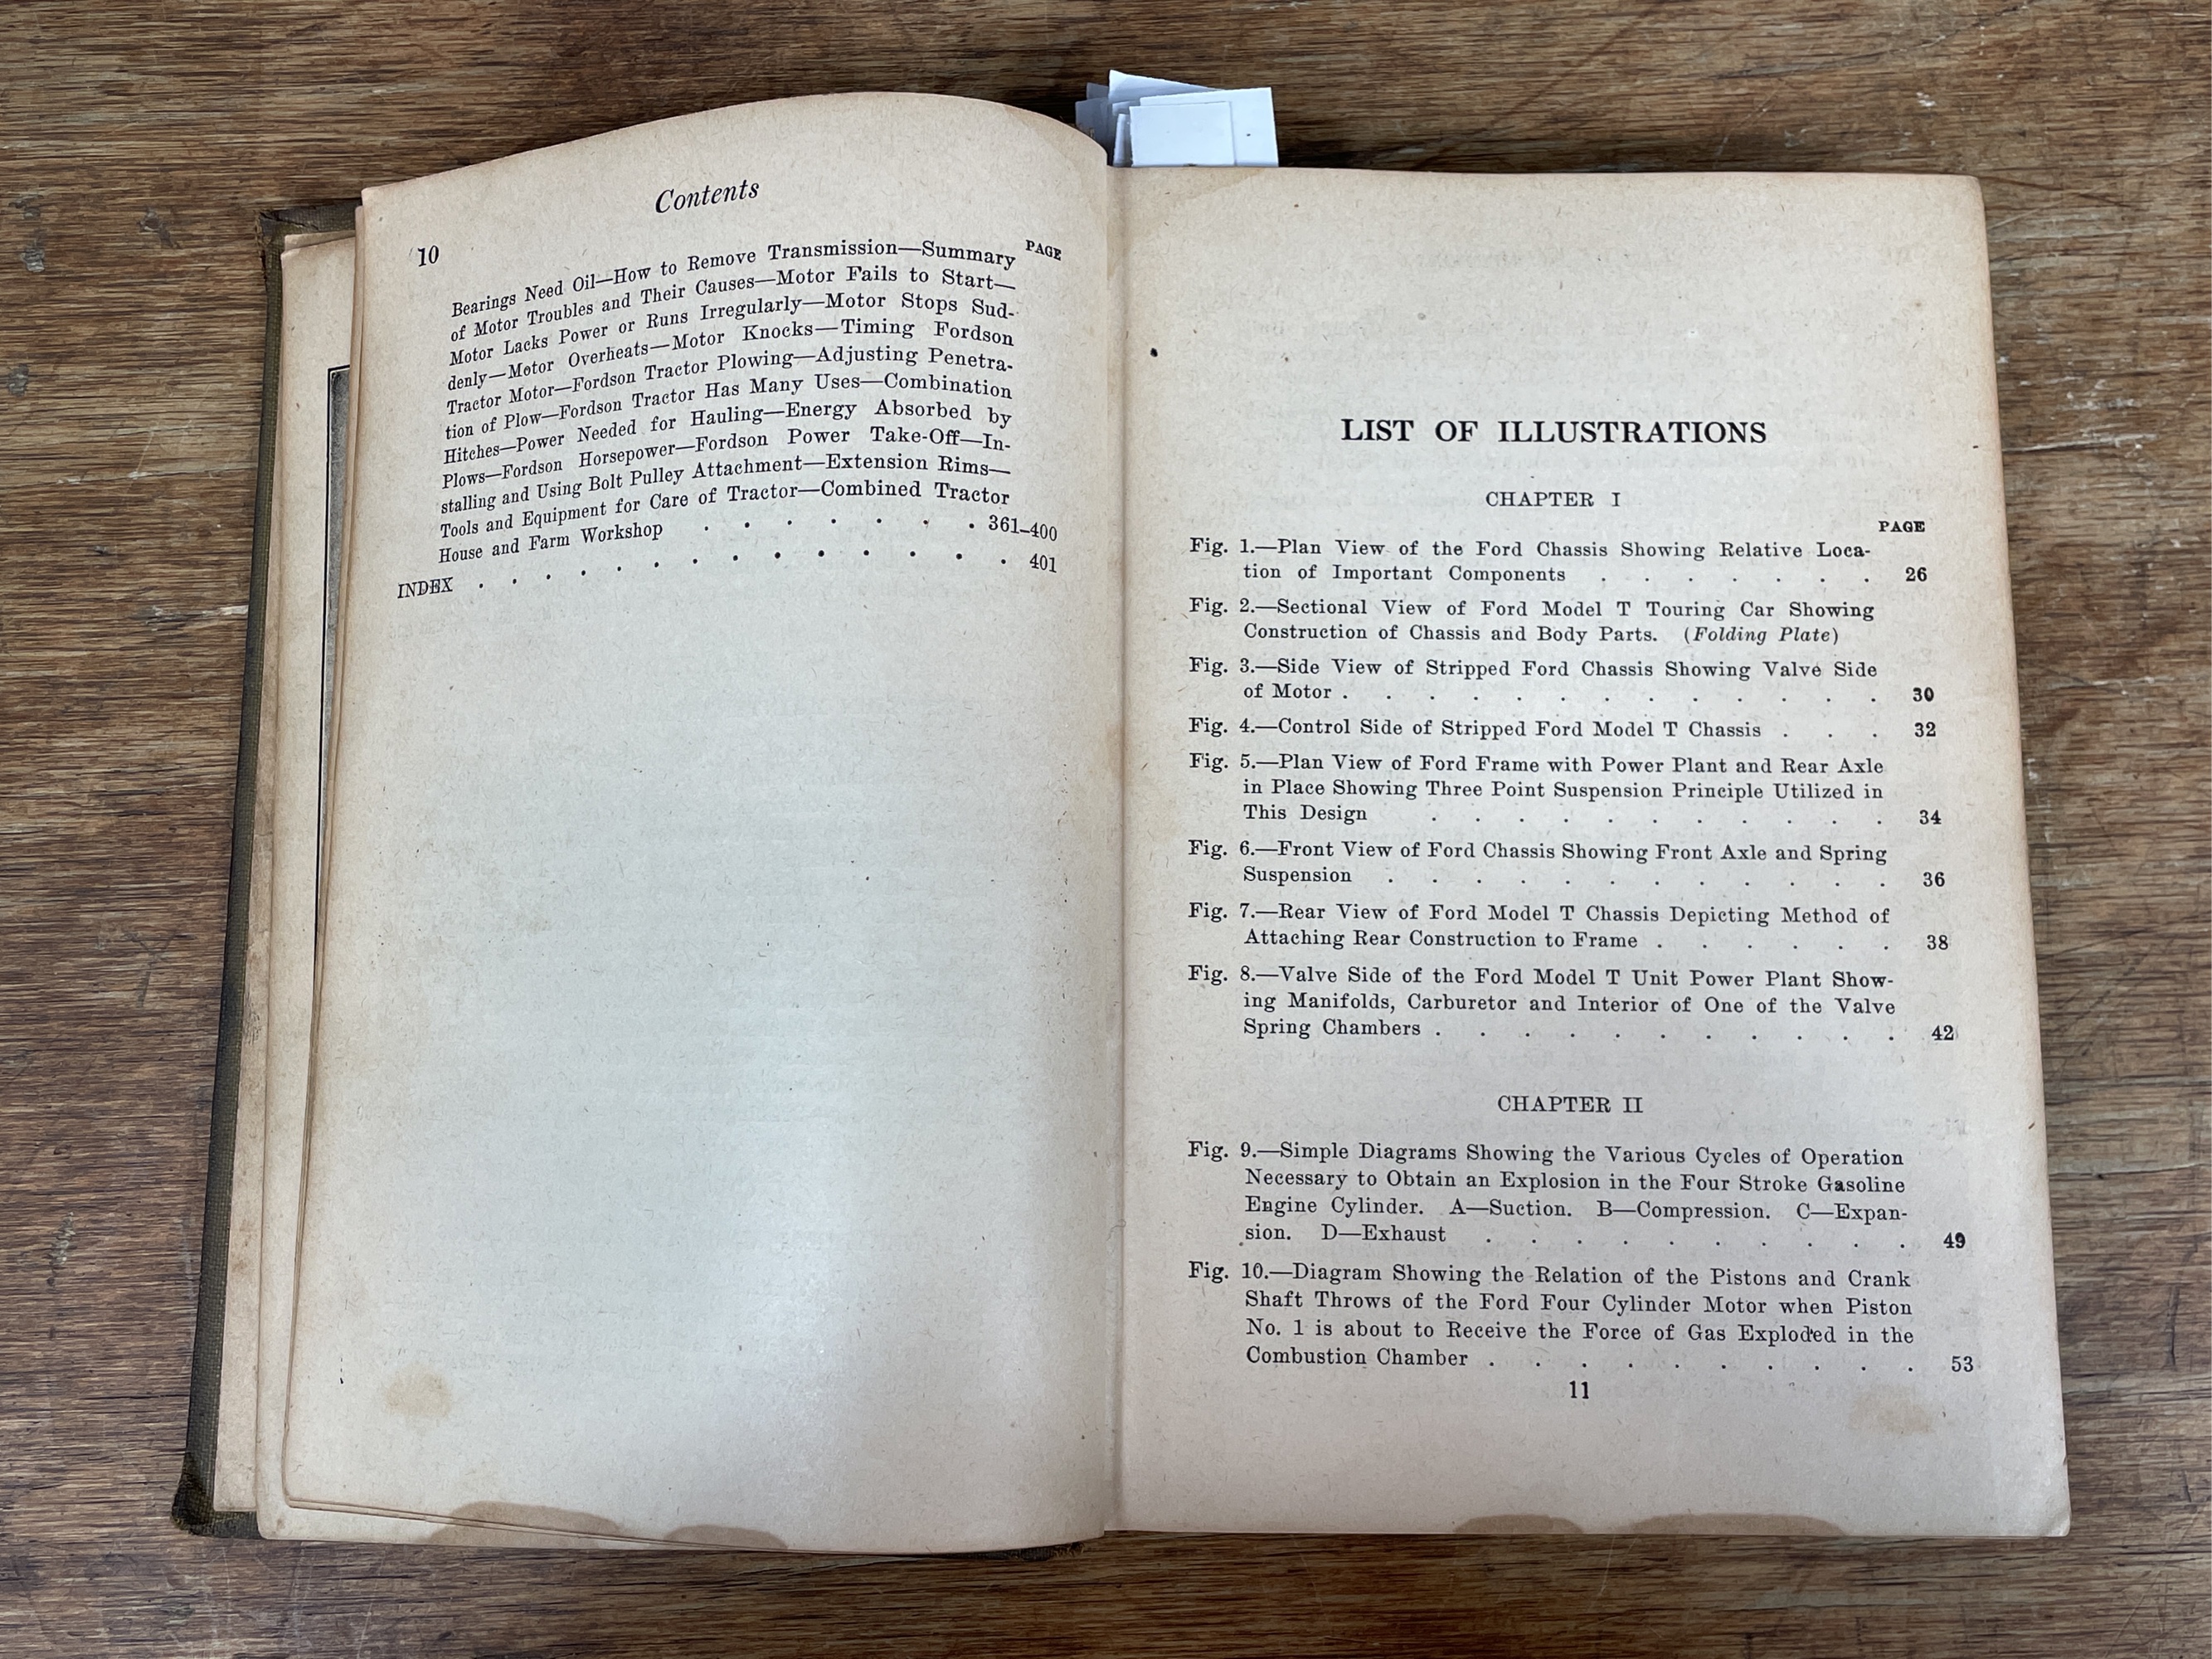 Contents
10
PAGE
Bearings Need Oil—How to Remove Transmission—Summary
of Motor Troubles and Their Causes—Motor Fails to Start—
Motor Lacks Power or Runs Irregularly—Motor Stops Sud-
denly—Motor Overheats—Motor Knocks—Timing Fordson
Tractor Motor—Fordson Tractor Plowing—Adjusting Penetra-
tion of Plow—Fordson Tractor Has Many Uses—Combination
Hitches—Power Needed for Hauling—Energy Absorbed by
Plows—Fordson Horsepower—Fordson Power Take-Off—In-
stalling and Using Bolt Pulley Attachment—Extension Rims—
Tools and Equipment for Care of Tractor—Combined Tractor
House and Farm Workshop . . . . . . . 361–400
INDEX . . . . . . . . . . . . . 401
LIST OF ILLUSTRATIONS
CHAPTER I
PAGE
Fig. 1.—Plan View of the Ford Chassis Showing Relative Loca-
tion of Important Components . . . . . . . 26
Fig. 2.—Sectional View of Ford Model T Touring Car Showing
Construction of Chassis and Body Parts. (Folding Plate)
Fig. 3.—Side View of Stripped Ford Chassis Showing Valve Side
of Motor . . . . . . . . . . . . . 30
Fig. 4.—Control Side of Stripped Ford Model T Chassis . . . 32
Fig. 5.—Plan View of Ford Frame with Power Plant and Rear Axle
in Place Showing Three Point Suspension Principle Utilized in
This Design . . . . . . . . . . . 34
Fig. 6.—Front View of Ford Chassis Showing Front Axle and Spring
Suspension . . . . . . . . . . . . 36
Fig. 7.—Rear View of Ford Model T Chassis Depicting Method of
Attaching Rear Construction to Frame . . . . . . 38
Fig. 8.—Valve Side of the Ford Model T Unit Power Plant Show-
ing Manifolds, Carburetor and Interior of One of the Valve
Spring Chambers . . . . . . . . . . . 42
CHAPTER II
Fig. 9.—Simple Diagrams Showing the Various Cycles of Operation
Necessary to Obtain an Explosion in the Four Stroke Gasoline
Engine Cylinder. A—Suction. B—Compression. C—Expan-
sion. D—Exhaust . . . . . . . . . . 49
Fig. 10.—Diagram Showing the Relation of the Pistons and Crank
Shaft Throws of the Ford Four Cylinder Motor when Piston
No. 1 is about to Receive the Force of Gas Exploded in the
Combustion Chamber . . . . . . . . . . 53
11